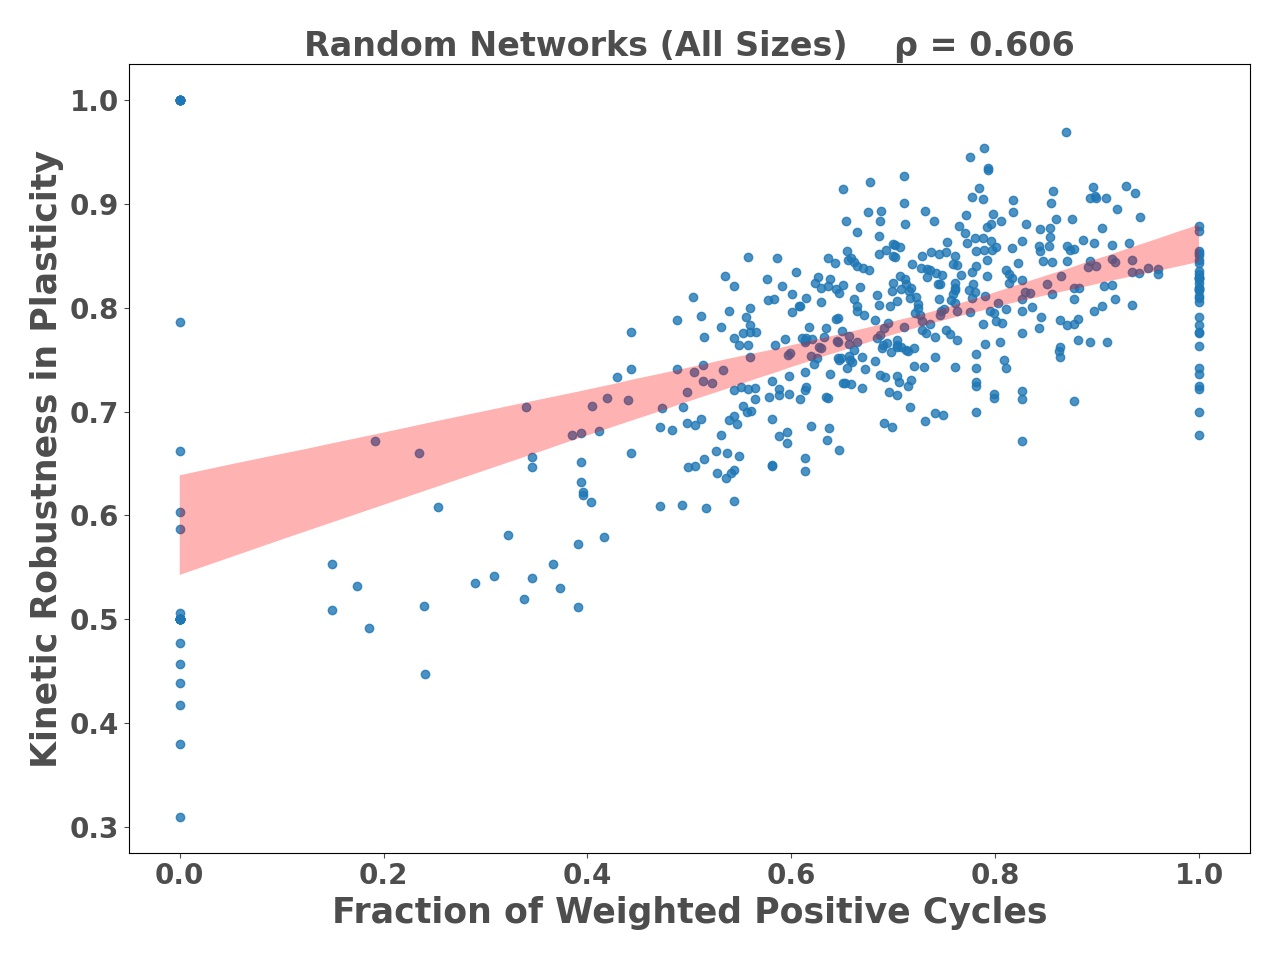 Random Networks (All Sizes)    ρ = 0.606
Kinetic Robustness in Plasticity
1.0
0.9
0.8
0.7
0.6
0.5
0.4
0.3
0.0 0.2 0.4 0.6 0.8 1.0
Fraction of Weighted Positive Cycles